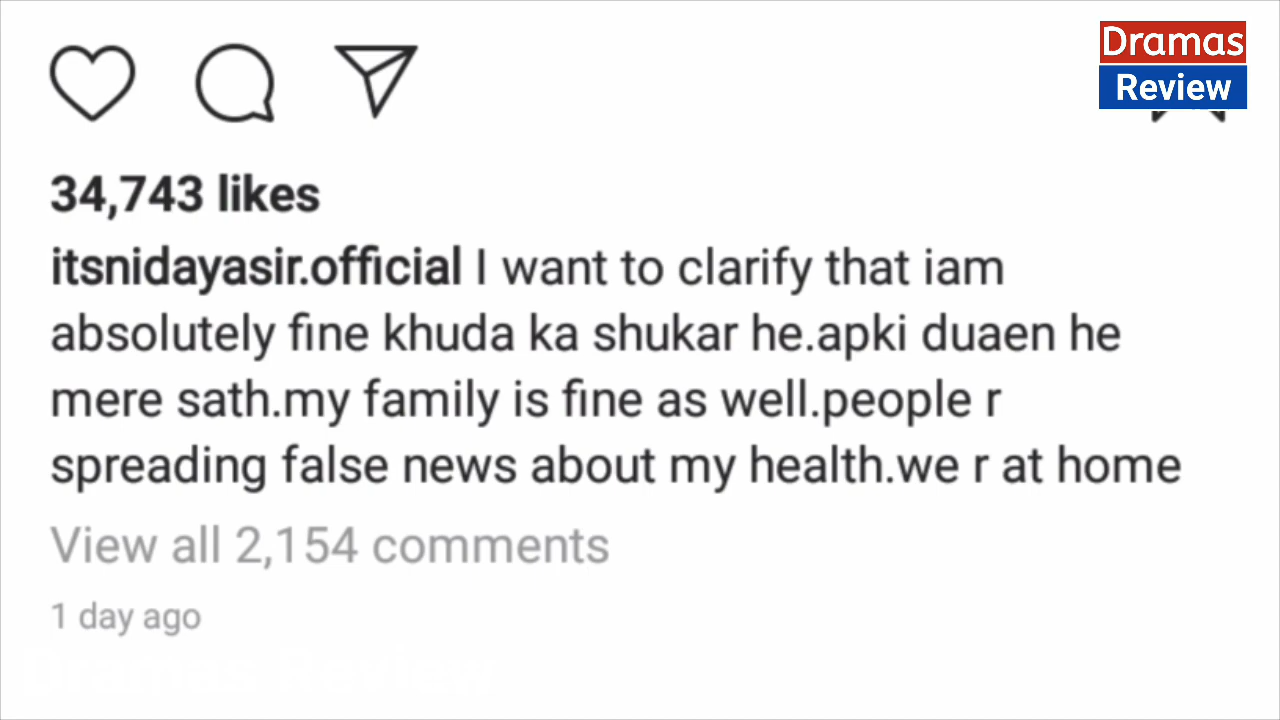 Dramas
Review
34,743 likes
itsnidayasir.official I want to clarify that iam
absolutely fine khuda ka shukar he.apki duaen he
mere sath.my family is fine as well.people r
spreading false news about my health.we r at home
View all 2,154 comments
1 day ago